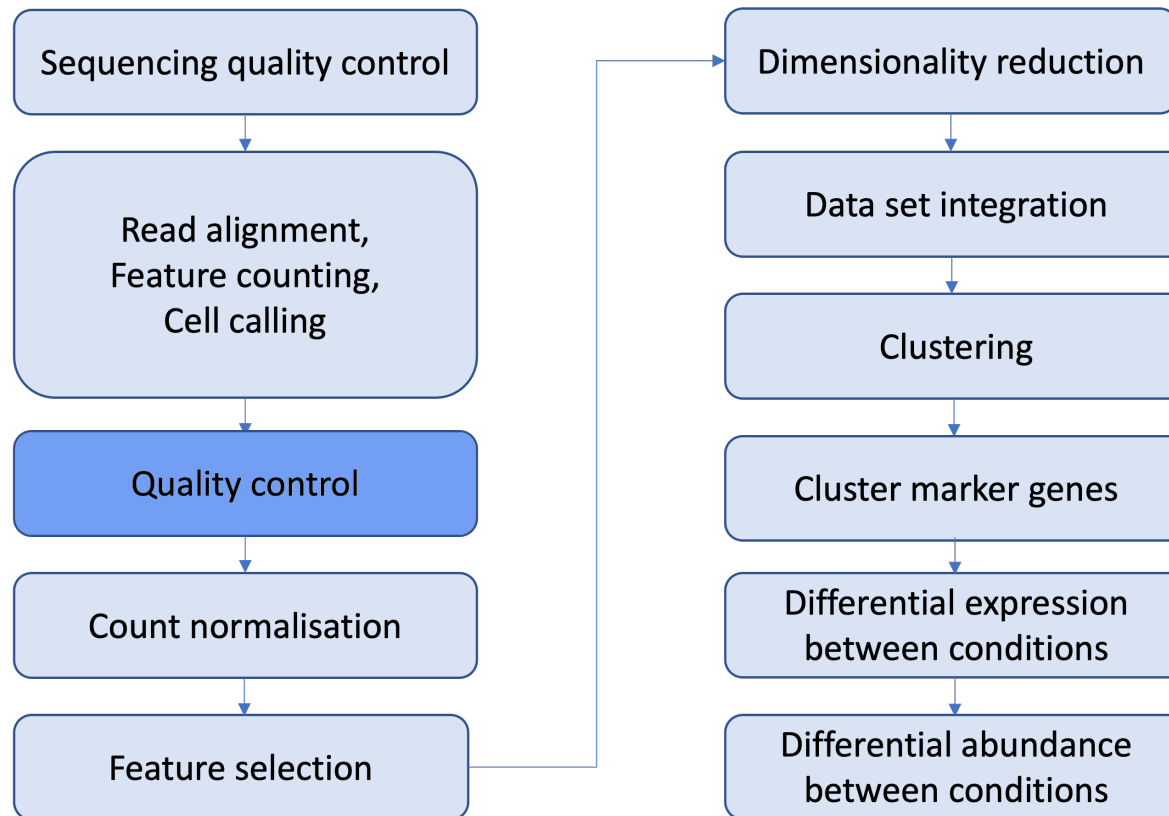 Sequencing quality control
Read alignment,
Feature counting,
Cell calling
Quality control
Count normalisation
Feature selection
Dimensionality reduction
Data set integration
Clustering
Cluster marker genes
Differential expression
between conditions
Differential abundance
between conditions